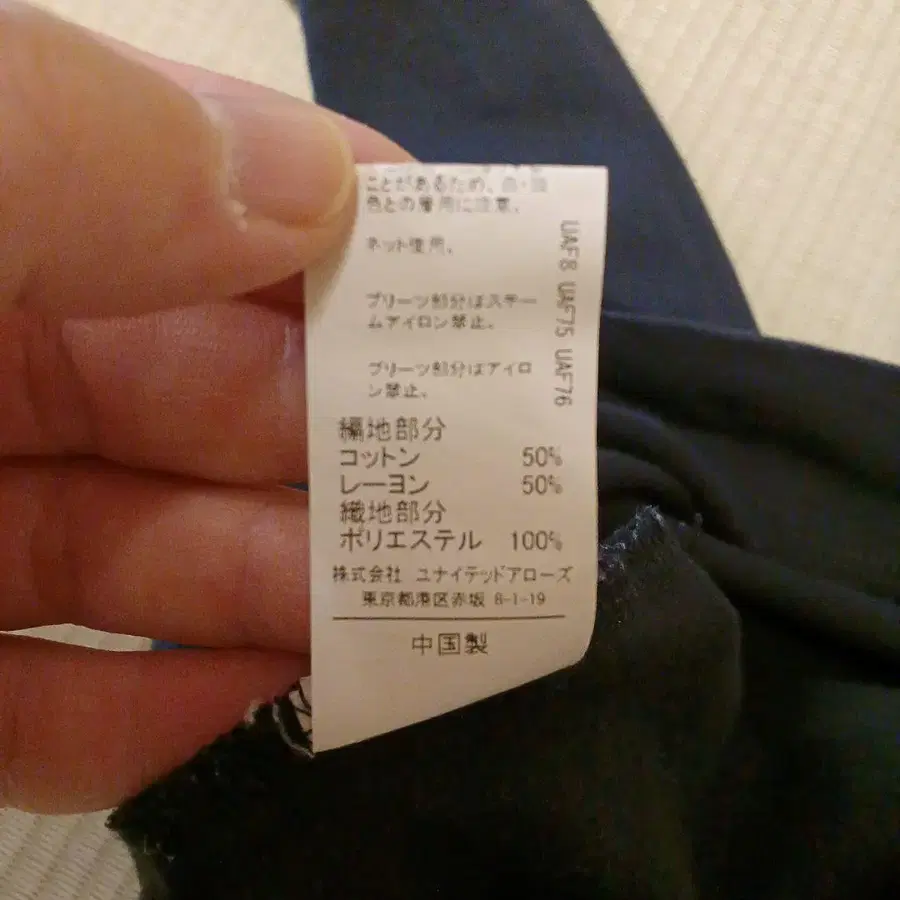 ことがあるため、白・淡
色との着用に注意。
ネット使用。
プリーツ部分はスチー
ムアイロン禁止。
プリーツ部分はアイロ
ン禁止。
UAF8 UAF75 UAF76
編地部分
コットン 50%
レーヨン 50%
織地部分
ポリエステル 100%
株式会社 ユナイテッドアローズ
東京都港区赤坂 8-1-19
中国製